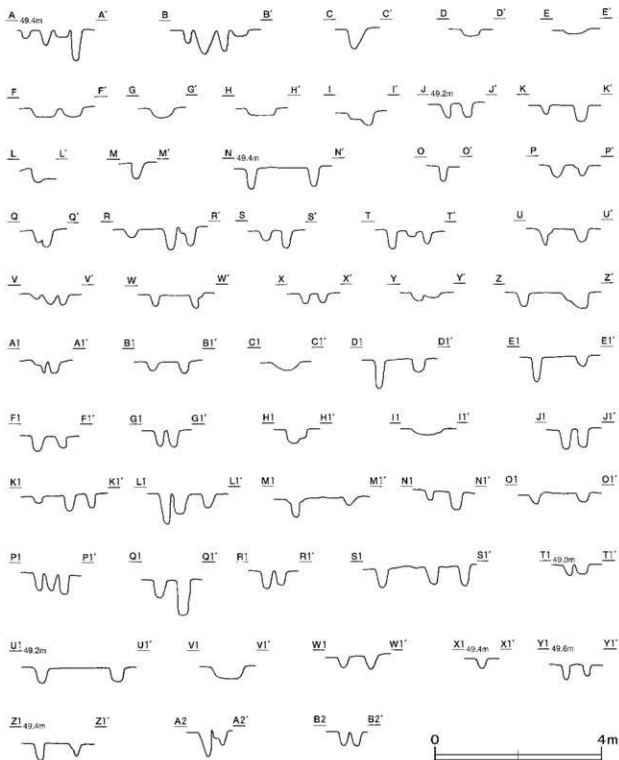 A 49.4m A′ B B′ C C′ D D′ E E′
F F′ G G′ H H′ I I′ J 49.2m J′ K K′
L L′ M M′ N 49.4m N′ O O′ P P′
Q Q′ R R′ S S′ T T′ U U′
V V′ W W′ X X′ Y Y′ Z Z′
A1 A1′ B1 B1′ C1 C1′ D1 D1′ E1 E1′
F1 F1′ G1 G1′ H1 H1′ I1 I1′ J1 J1′
K1 K1′ L1 L1′ M1 M1′ N1 N1′ O1 O1′
P1 P1′ Q1 Q1′ R1 R1′ S1 S1′ T1 49.0m T1′
U1 49.2m U1′ V1 V1′ W1 W1′ X1 49.4m X1′ Y1 49.6m Y1′
Z1 49.4m Z1′ A2 A2′ B2 B2′
0 4m